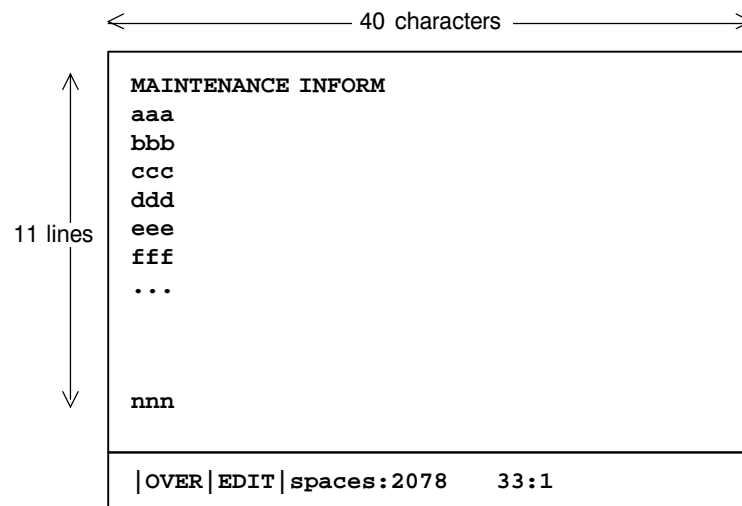 40 characters
MAINTENANCE INFORM
aaa
bbb
ccc
ddd
11 lines
eee
fff
...
nnn
|OVER|EDIT|spaces:2078 33:1